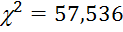 𝜒² = 57,536